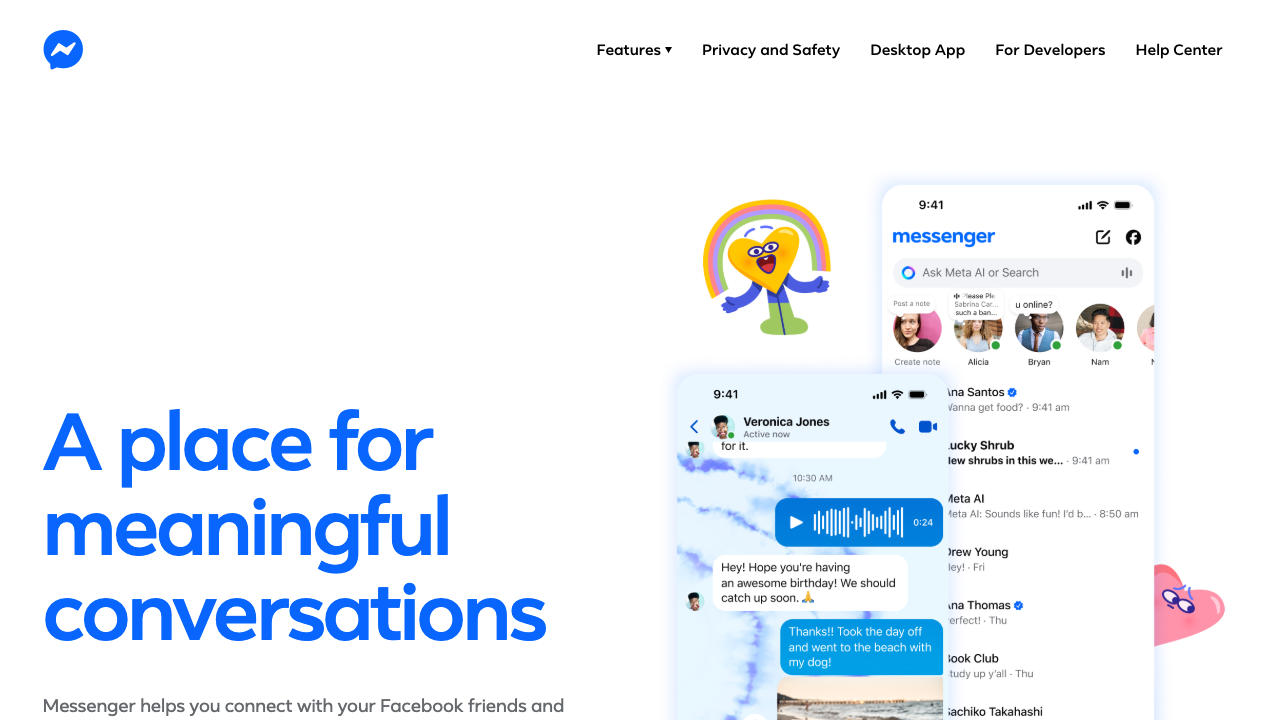 Features ▾
Privacy and Safety
Desktop App
For Developers
Help Center
A place for
meaningful
conversations
Messenger helps you connect with your Facebook friends and
9:41
messenger
Ask Meta AI or Search
Post a note
Please Ple
Sabrina Car...
such a ban...
u online?
Create note
Alicia
Bryan
Nam
Ana Santos
Wanna get food? · 9:41 am
Lucky Shrub
New shrubs in this we... · 9:41 am
Meta AI
Meta AI: Sounds like fun! I'd b... · 8:50 am
Drew Young
Hey! · Fri
Ana Thomas
Perfect! · Thu
Book Club
Study up y'all · Thu
Sachiko Takahashi
9:41
Veronica Jones
Active now
for it.
10:30 AM
0:24
Hey! Hope you're having
an awesome birthday! We should
catch up soon. 🙏
Thanks!! Took the day off
and went to the beach with
my dog!